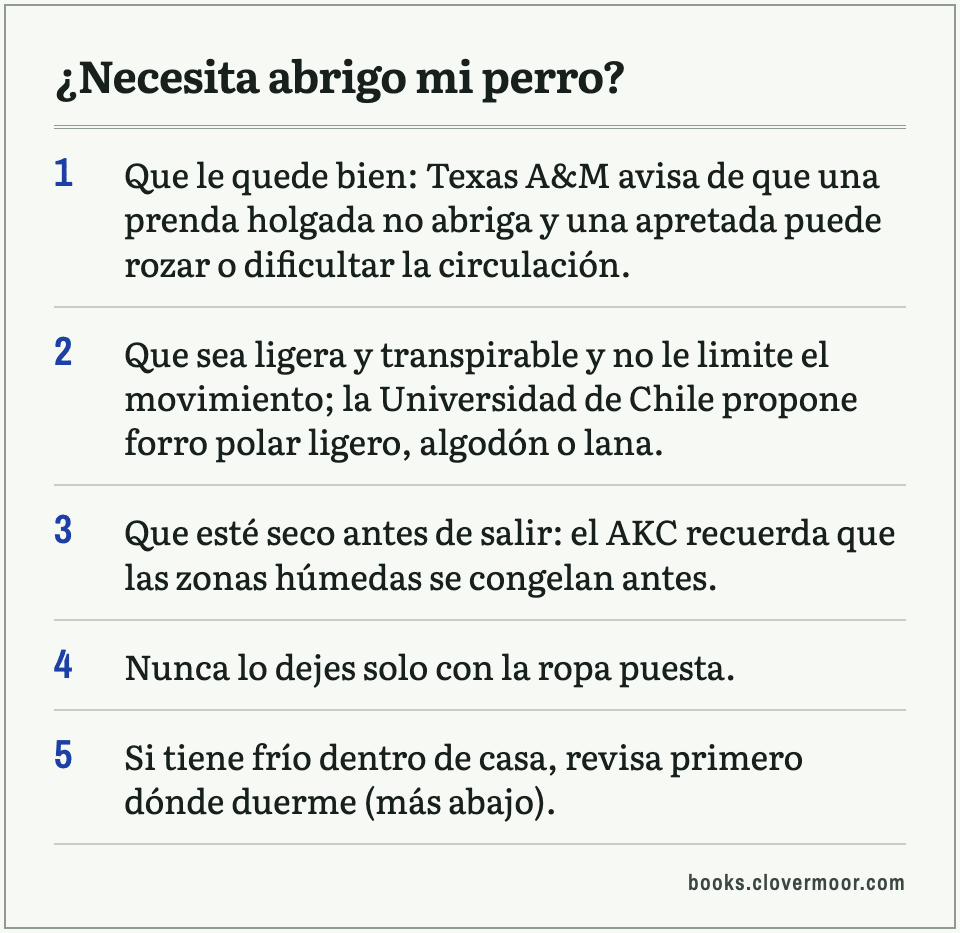 ¿Necesita abrigo mi perro?
1
Que le quede bien: Texas A&M avisa de que una
prenda holgada no abriga y una apretada puede
rozar o dificultar la circulación.
2
Que sea ligera y transpirable y no le limite el
movimiento; la Universidad de Chile propone
forro polar ligero, algodón o lana.
3
Que esté seco antes de salir: el AKC recuerda que
las zonas húmedas se congelan antes.
4
Nunca lo dejes solo con la ropa puesta.
5
Si tiene frío dentro de casa, revisa primero
dónde duerme (más abajo).
books.clovermoor.com